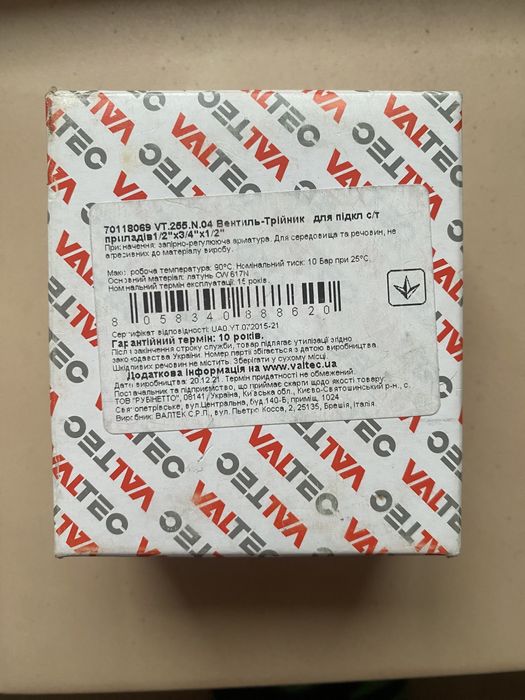 VALTEC
70118069 VT.255.N.04 Вентиль-Трійник для підкл с/т
приладів1/2"x3/4"x1/2"
Призначення: запірно-регулююча арматура. Для середовища та речовин, не
агресивних до матеріалу виробу.
Макс. робоча температура: 90°C. Номінальний тиск: 10 Бар при 25°C.
Основний матеріал: латунь CW 617N
Номінальний термін експлуатації: 15 років.
8 058340 888620
Сертифікат відповідності: UA0.YT.072015-21
Гарантійний термін: 10 років.
Після закінчення строку служби, товар підлягає утилізації згідно
законодавства України. Номер партії збігається з датою виробництва.
Шкідливих речовин не містить. Зберігати у сухому місці.
Додаткова інформація на www.valtec.ua
Дата виробництва: 20.12.21. Термін придатності не обмежений.
Постачальник та підприємство, що приймає скарги щодо якості товару:
ТОВ "РУБІНЕТТО", 08141 /Україна, Київська обл., Києво-Святошинський р-н, с.
Святопетрівське, вул. Центральна, буд 140-Б, приміщ. 1024
Виробник: ВАЛТЕК С.Р.Л., вул. Пьетро Косса, 2, 25135, Брешія, Італія.